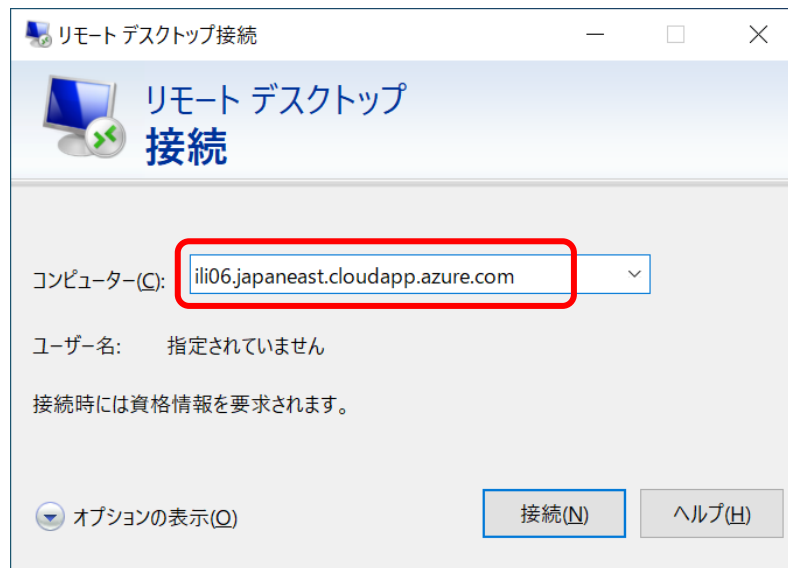 リモート デスクトップ接続
リモート デスクトップ
接続
コンピューター(C): ili06.japaneast.cloudapp.azure.com
ユーザー名: 指定されていません
接続時には資格情報を要求されます。
オプションの表示(O) 接続(N) ヘルプ(H)